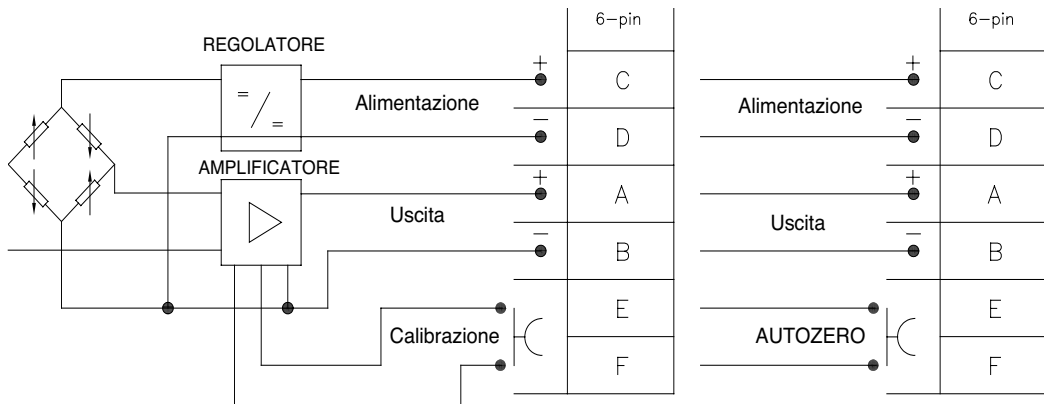 6-pin
6-pin
REGOLATORE
+
+
C
C
=
/
=
Alimentazione
Alimentazione
−
−
D
D
AMPLIFICATORE
+
+
A
A
Uscita
Uscita
−
−
B
B
E
E
Calibrazione
AUTOZERO
F
F